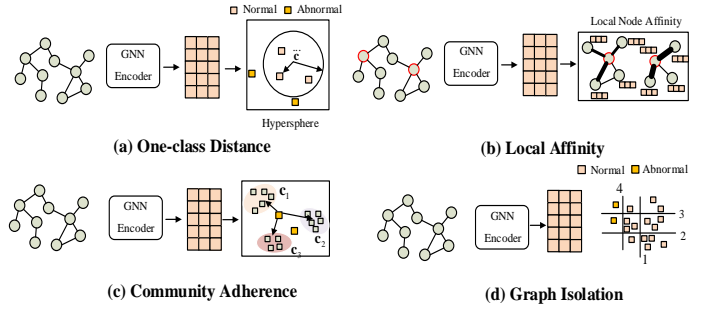 Normal Abnormal
GNN
Encoder
...
c
Hypersphere
(a) One-class Distance
Local Node Affinity
GNN
Encoder
(b) Local Affinity
GNN
Encoder
c1
c2
c3
(c) Community Adherence
Normal Abnormal
GNN
Encoder
4
3
2
1
(d) Graph Isolation